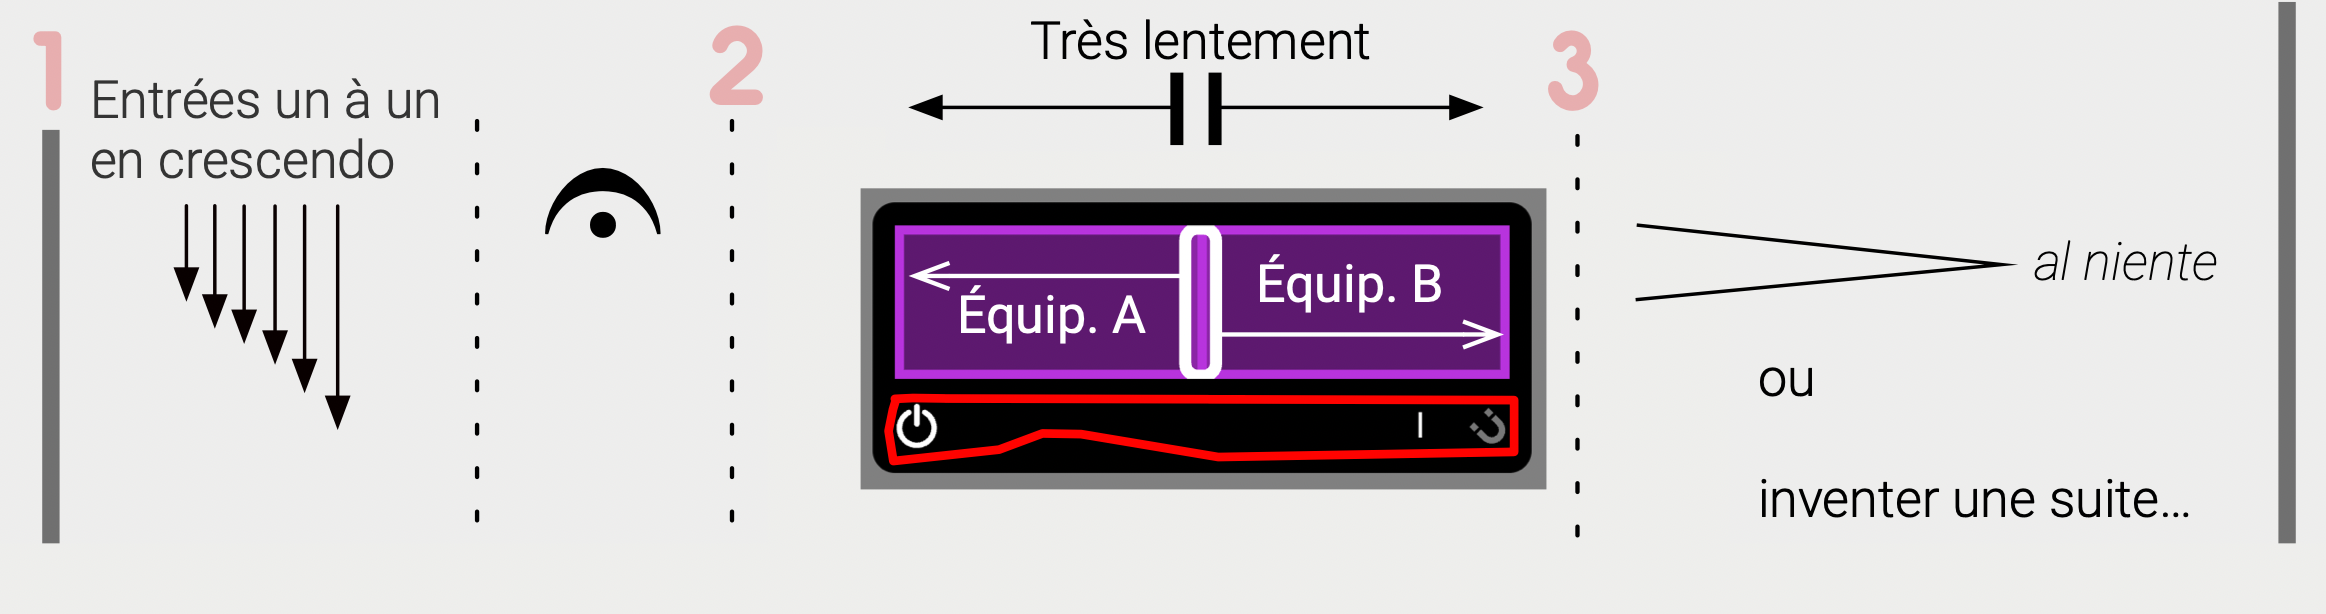 1
Entrées un à un
en crescendo
2
Très lentement
Équip. A
Équip. B
3
al niente
ou
inventer une suite...